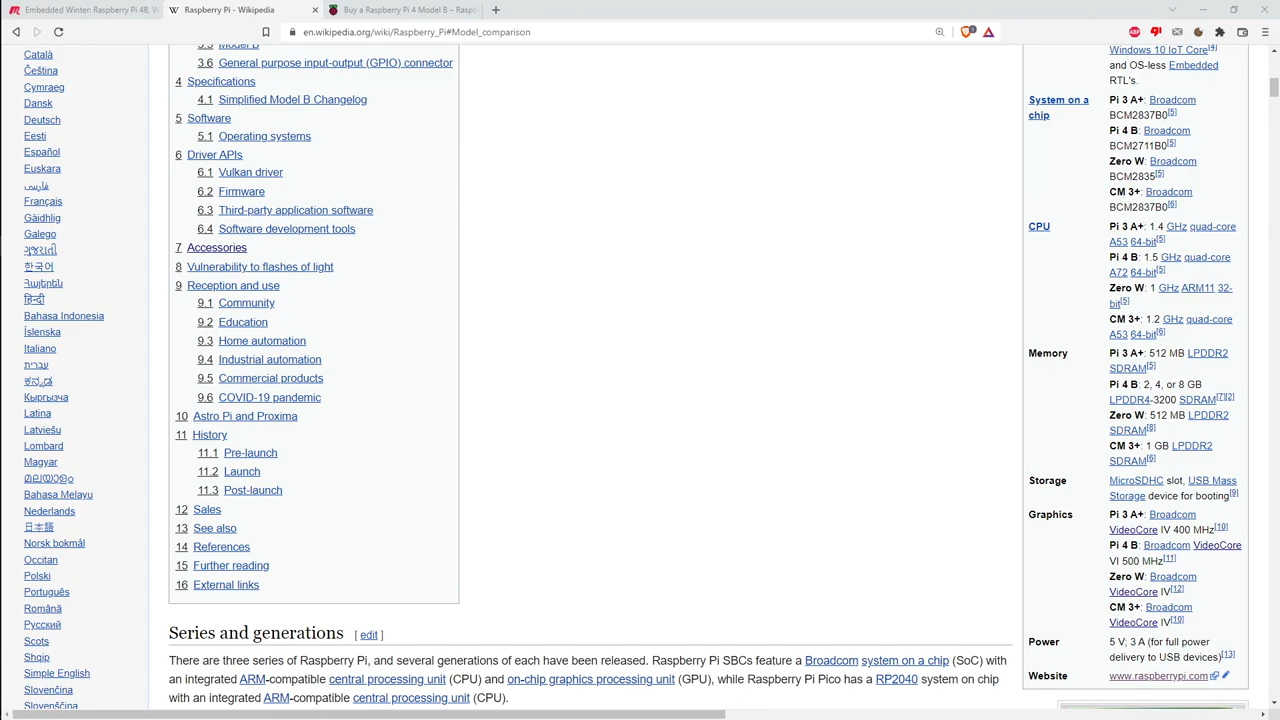 Embedded Winter: Raspberry Pi 4B, W
Raspberry Pi - Wikipedia
Buy a Raspberry Pi 4 Model B – Rasp
en.wikipedia.org/wiki/Raspberry_Pi#Model_comparison
Català
Čeština
Cymraeg
Dansk
Deutsch
Eesti
Español
Euskara
فارسی
Français
Gàidhlig
Galego
ગુજરાતી
한국어
Հայերեն
हिन्दी
Bahasa Indonesia
Íslenska
Italiano
עברית
ಕನ್ನಡ
Кыргызча
Latina
Latviešu
Lombard
Magyar
മലയാളം
Bahasa Melayu
Nederlands
日本語
Norsk bokmål
Occitan
Polski
Português
Română
Русский
Scots
Shqip
Simple English
Slovenčina
Slovenščina
3.5 Model B
3.6 General purpose input-output (GPIO) connector
4 Specifications
4.1 Simplified Model B Changelog
5 Software
5.1 Operating systems
6 Driver APIs
6.1 Vulkan driver
6.2 Firmware
6.3 Third-party application software
6.4 Software development tools
7 Accessories
8 Vulnerability to flashes of light
9 Reception and use
9.1 Community
9.2 Education
9.3 Home automation
9.4 Industrial automation
9.5 Commercial products
9.6 COVID-19 pandemic
10 Astro Pi and Proxima
11 History
11.1 Pre-launch
11.2 Launch
11.3 Post-launch
12 Sales
13 See also
14 References
15 Further reading
16 External links
Series and generations [ edit ]
There are three series of Raspberry Pi, and several generations of each have been released. Raspberry Pi SBCs feature a Broadcom system on a chip (SoC) with
an integrated ARM-compatible central processing unit (CPU) and on-chip graphics processing unit (GPU), while Raspberry Pi Pico has a RP2040 system on chip
with an integrated ARM-compatible central processing unit (CPU).
Windows 10 IoT Core[4]
and OS-less Embedded
RTL's.
System on a chip
Pi 3 A+: Broadcom
BCM2837B0[5]
Pi 4 B: Broadcom
BCM2711B0[5]
Zero W: Broadcom
BCM2835[5]
CM 3+: Broadcom
BCM2837B0[6]
CPU
Pi 3 A+: 1.4 GHz quad-core
A53 64-bit[5]
Pi 4 B: 1.5 GHz quad-core
A72 64-bit[5]
Zero W: 1 GHz ARM11 32-
bit[5]
CM 3+: 1.2 GHz quad-core
A53 64-bit[6]
Memory
Pi 3 A+: 512 MB LPDDR2
SDRAM[5]
Pi 4 B: 2, 4, or 8 GB
LPDDR4-3200 SDRAM[7][2]
Zero W: 512 MB LPDDR2
SDRAM[8]
CM 3+: 1 GB LPDDR2
SDRAM[6]
Storage
MicroSDHC slot, USB Mass
Storage device for booting[9]
Graphics
Pi 3 A+: Broadcom
VideoCore IV 400 MHz[10]
Pi 4 B: Broadcom VideoCore
VI 500 MHz[11]
Zero W: Broadcom
VideoCore IV[12]
CM 3+: Broadcom
VideoCore IV[10]
Power
5 V, 3 A (for full power
delivery to USB devices)[13]
Website
www.raspberrypi.com